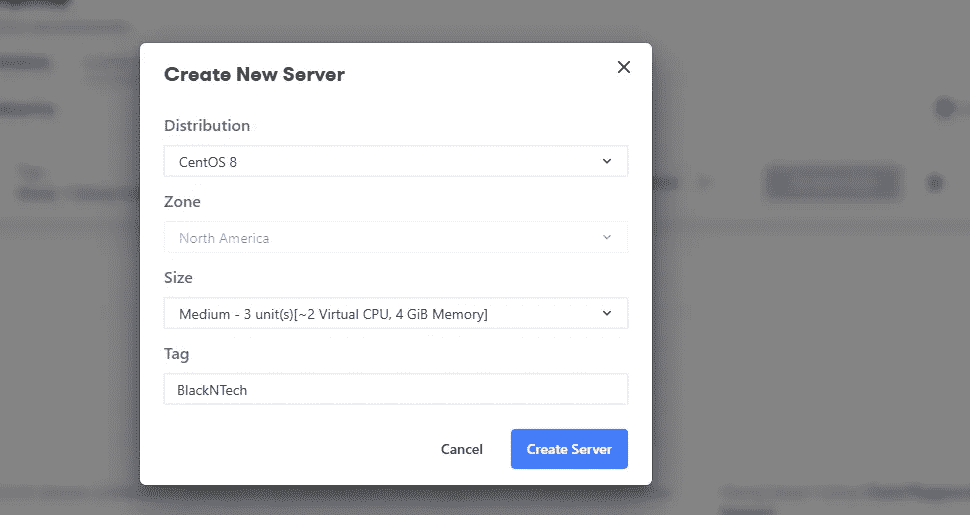 Create New Server
Distribution
CentOS 8
Zone
North America
Size
Medium - 3 unit(s)[~2 Virtual CPU, 4 GiB Memory]
Tag
BlackNTech
Cancel
Create Server